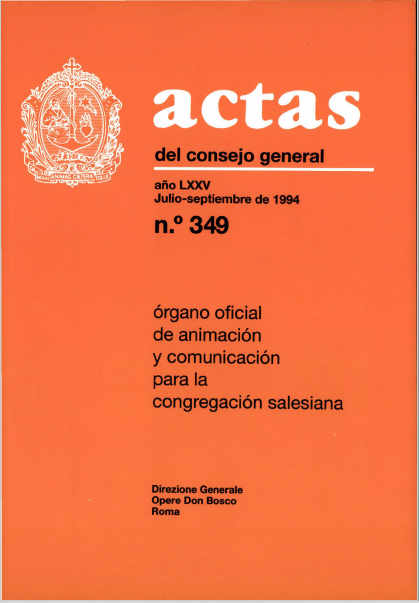 actas
del consejo general
año LXXV
Julio-septiembre de 1994
n.º 349
órgano oficial
de animación
y comunicación
para la
congregación salesiana
Direzione Generale
Opere Don Bosco
Roma